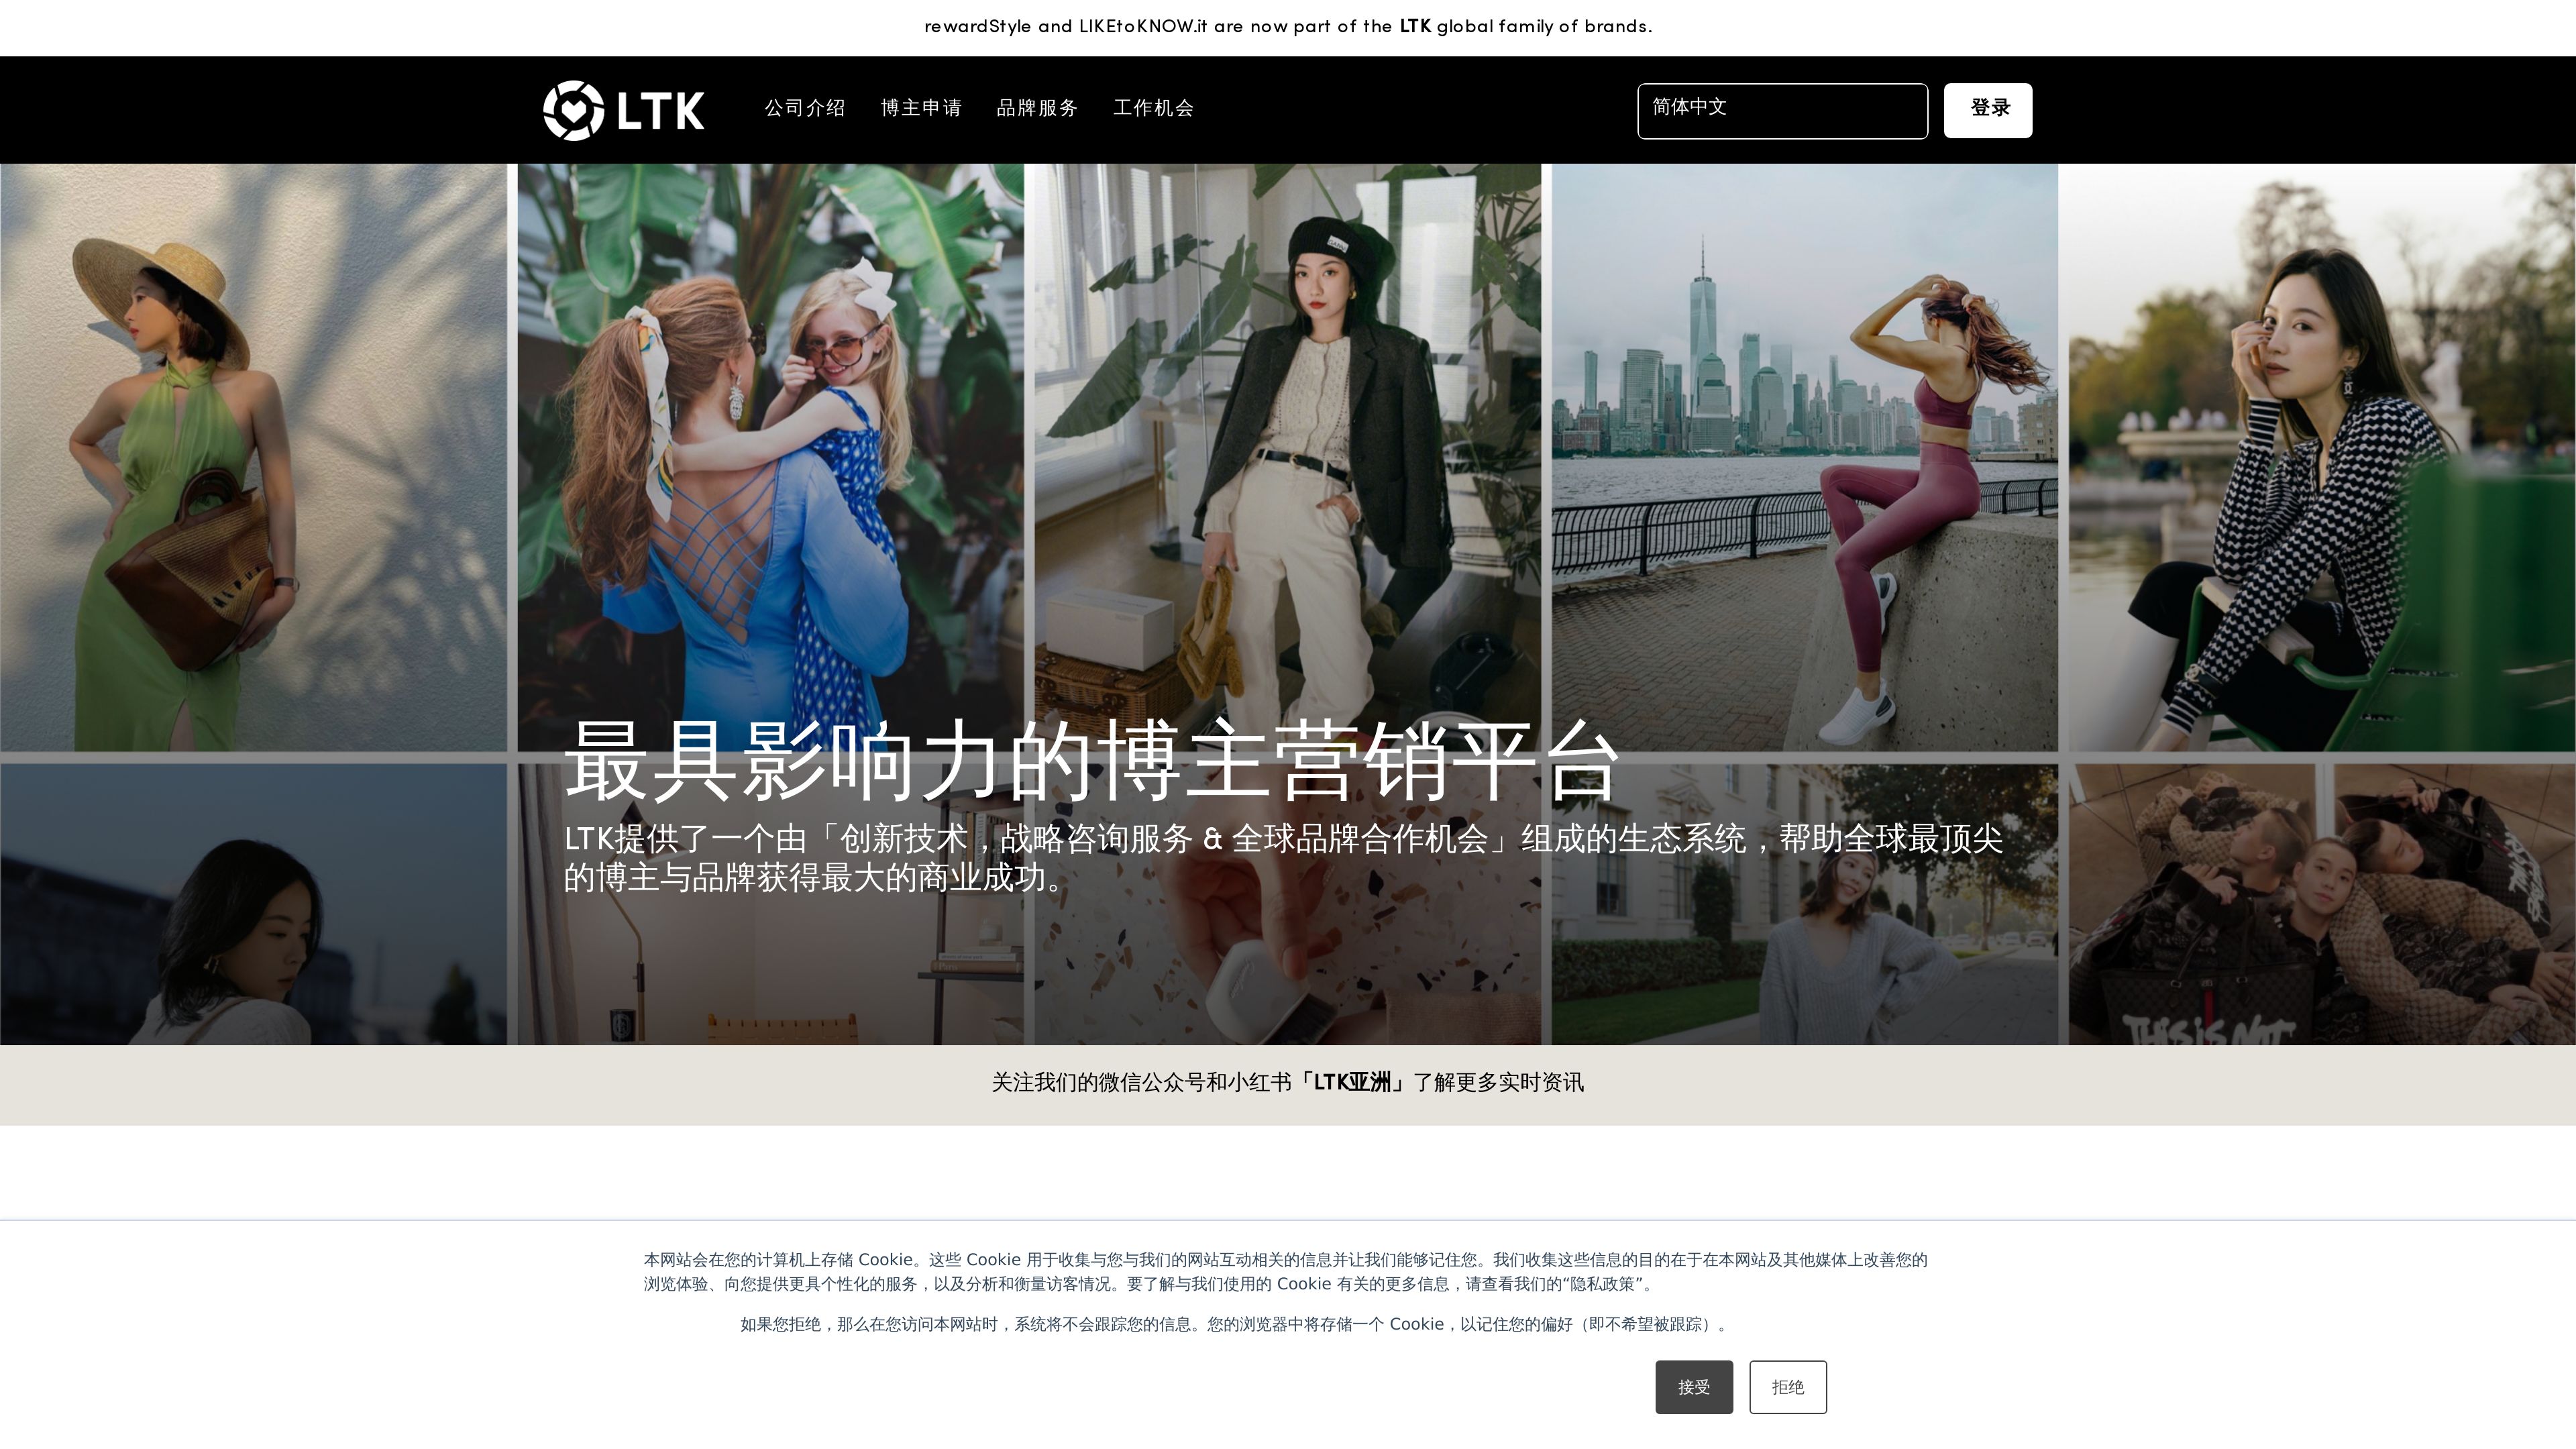 rewardStyle and LIKEtoKNOW.it are now part of the LTK global family of brands.
LTK
公司介绍
博主申请
品牌服务
工作机会
简体中文
登录
最具影响力的博主营销平台
LTK提供了一个由「创新技术，战略咨询服务 & 全球品牌合作机会」组成的生态系统，帮助全球最顶尖
的博主与品牌获得最大的商业成功。
THIS iS NOT
关注我们的微信公众号和小红书「LTK亚洲」了解更多实时资讯
本网站会在您的计算机上存储 Cookie。这些 Cookie 用于收集与您与我们的网站互动相关的信息并让我们能够记住您。我们收集这些信息的目的在于在本网站及其他媒体上改善您的
浏览体验、向您提供更具个性化的服务，以及分析和衡量访客情况。要了解与我们使用的 Cookie 有关的更多信息，请查看我们的“隐私政策”。
如果您拒绝，那么在您访问本网站时，系统将不会跟踪您的信息。您的浏览器中将存储一个 Cookie，以记住您的偏好（即不希望被跟踪）。
接受
拒绝